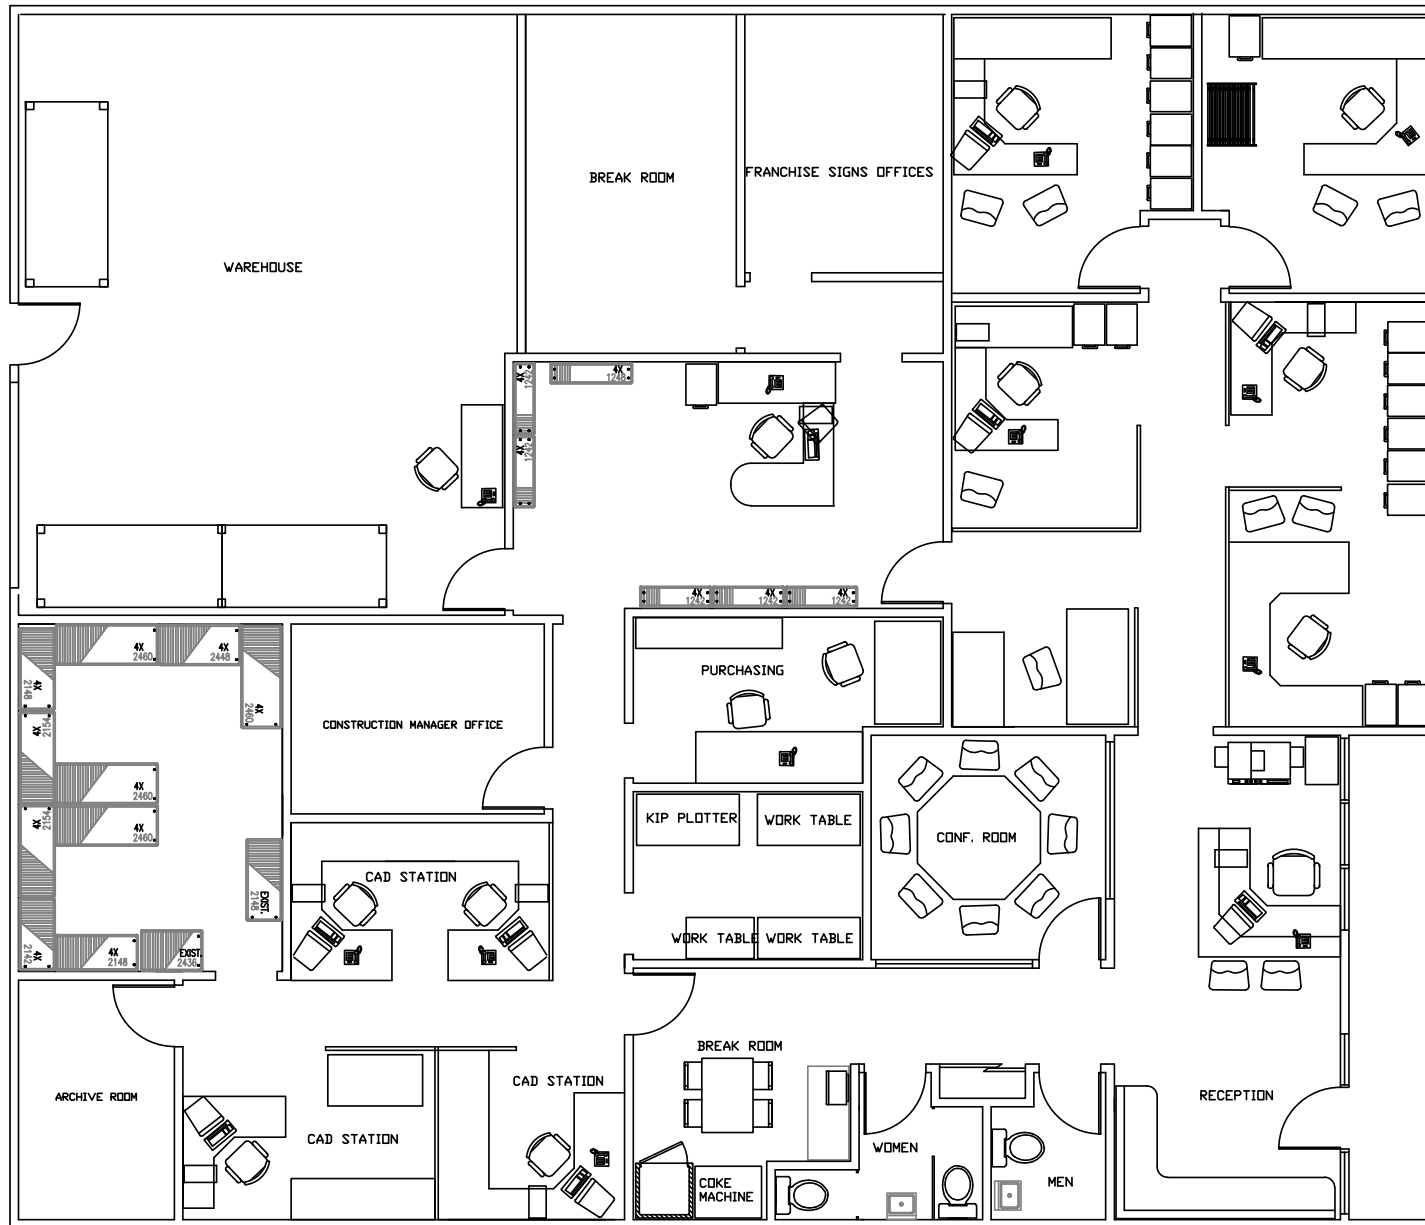 BREAK ROOM
FRANCHISE SIGNS OFFICES
WAREHOUSE
4X
1242
4X
1248
4X
1242
4X
1242
4X
1242
4X
1242
4X
2148
4X
2460
4X
2448
4X
2460
PURCHASING
CONSTRUCTION MANAGER OFFICE
4X
2154
4X
2460
4X
2154
4X
2460
KIP PLOTTER
WORK TABLE
CONF. ROOM
CAD STATION
EXIST.
2148
WORK TABLE
WORK TABLE
4X
2142
4X
2148
EXIST.
2436
BREAK ROOM
CAD STATION
ARCHIVE ROOM
RECEPTION
CAD STATION
WOMEN
COKE
MACHINE
MEN